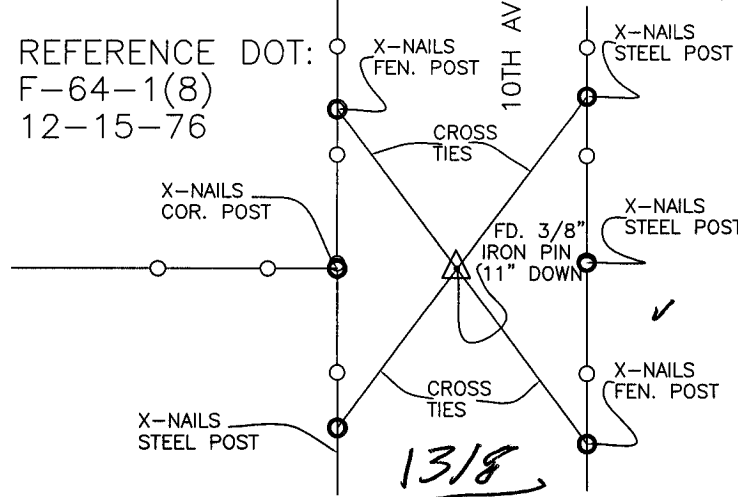 REFERENCE DOT:
F-64-1(8)
12-15-76
X-NAILS
FEN. POST
10TH AV
X-NAILS
STEEL POST
CROSS
TIES
X-NAILS
COR. POST
FD. 3/8"
IRON PIN
11" DOWN
X-NAILS
STEEL POST
X-NAILS
FEN. POST
CROSS
TIES
X-NAILS
STEEL POST
1318